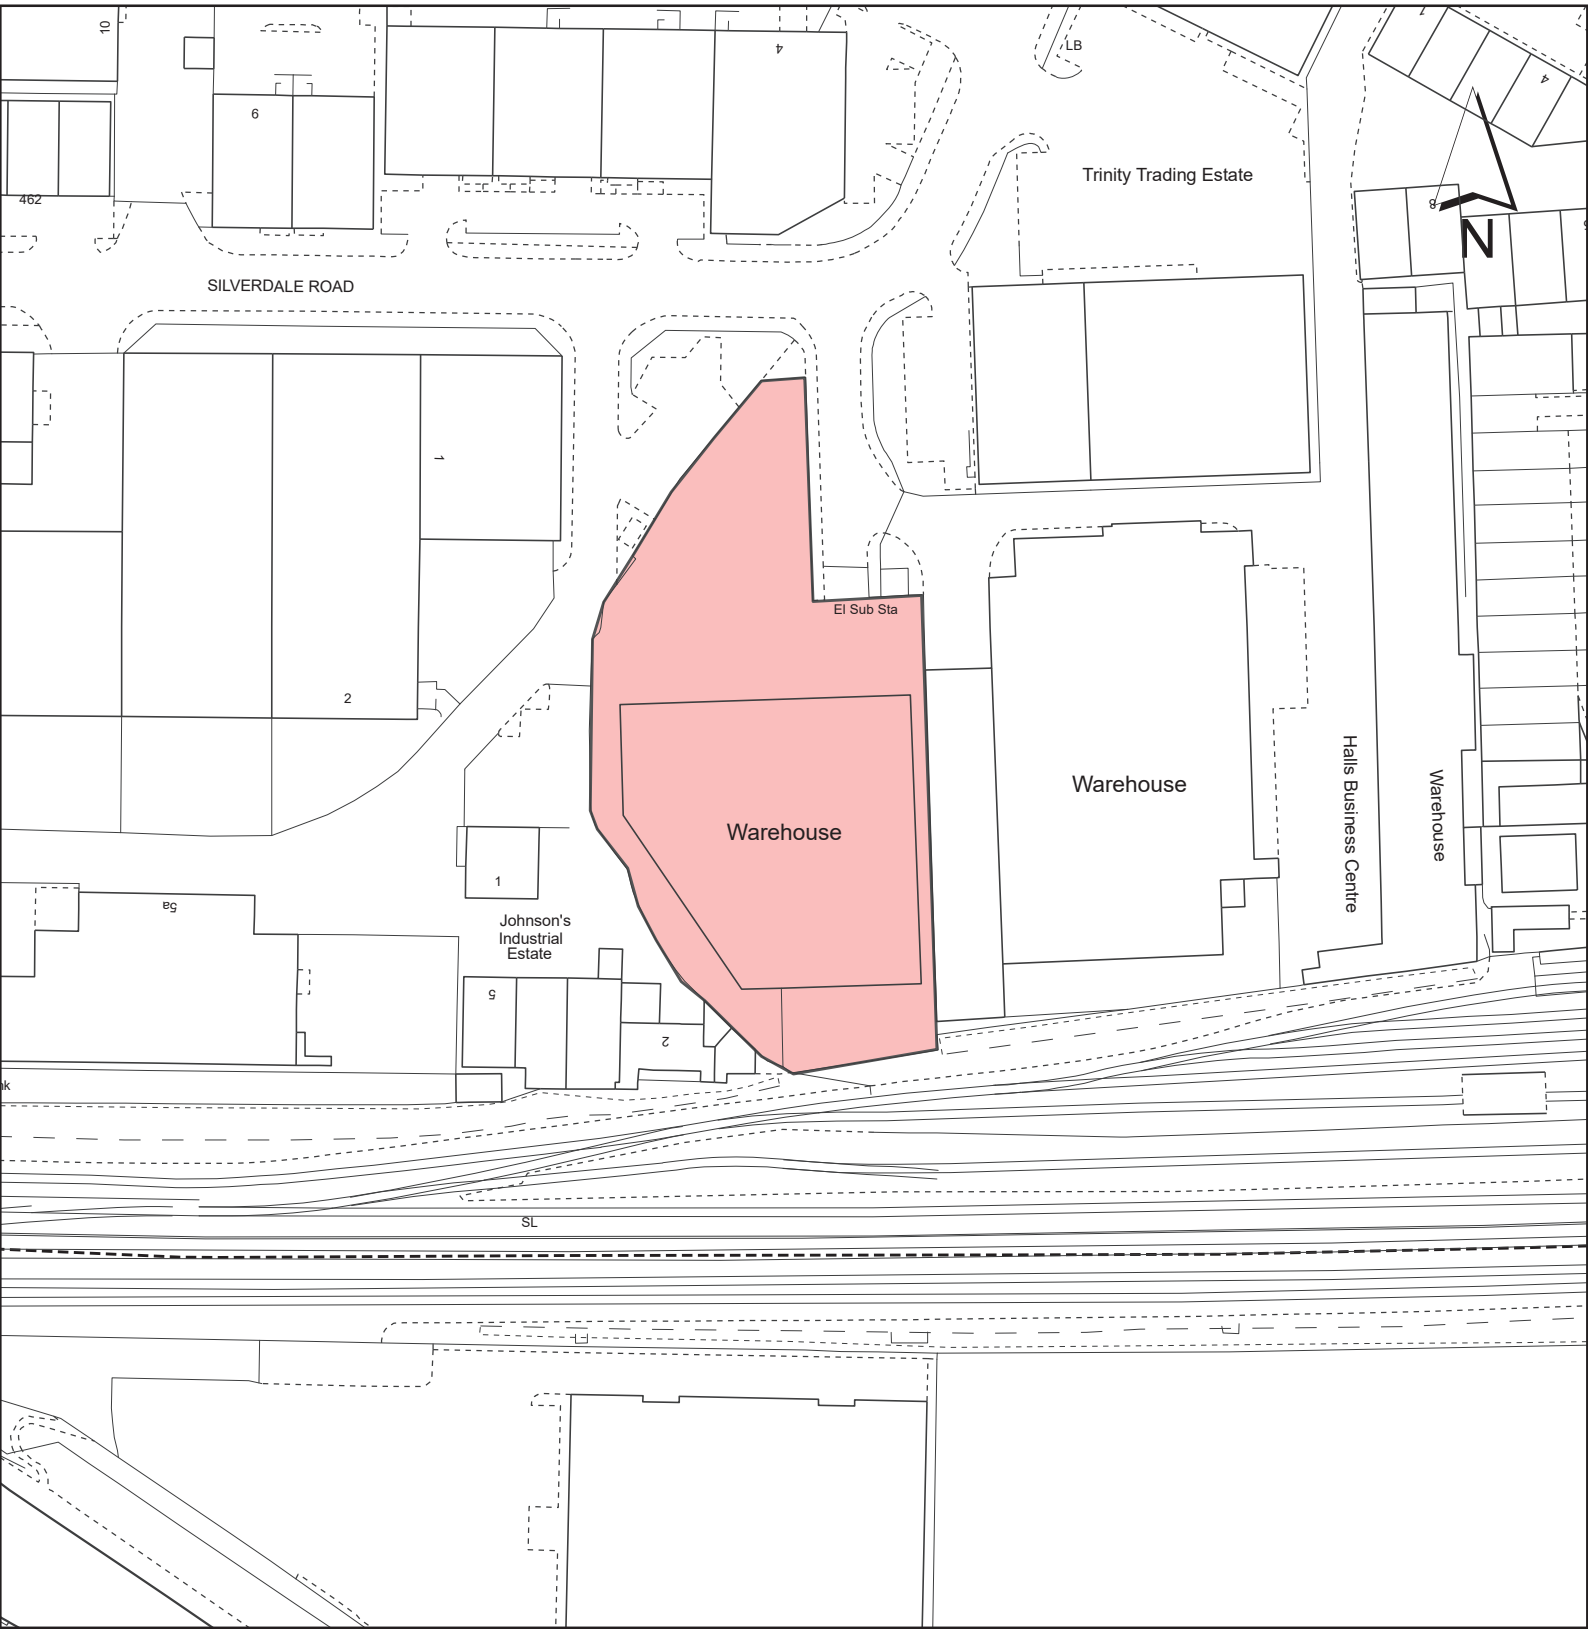 10
4
LB
4
6
Trinity Trading Estate
462
8
N
SILVERDALE ROAD
1
El Sub Sta
2
Halls Business Centre
Warehouse
Warehouse
Warehouse
1
5a
Johnson's
Industrial
Estate
5
2
SL